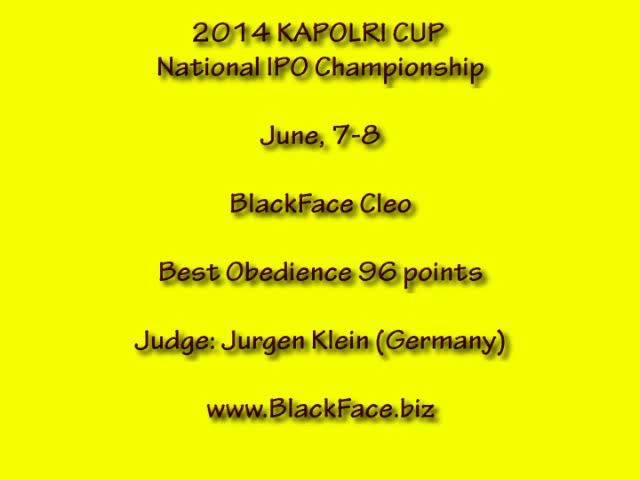 2014 KAPOLRI CUP
National IPO Championship
June, 7-8
BlackFace Cleo
Best Obedience 96 points
Judge: Jurgen Klein (Germany)
www.BlackFace.biz